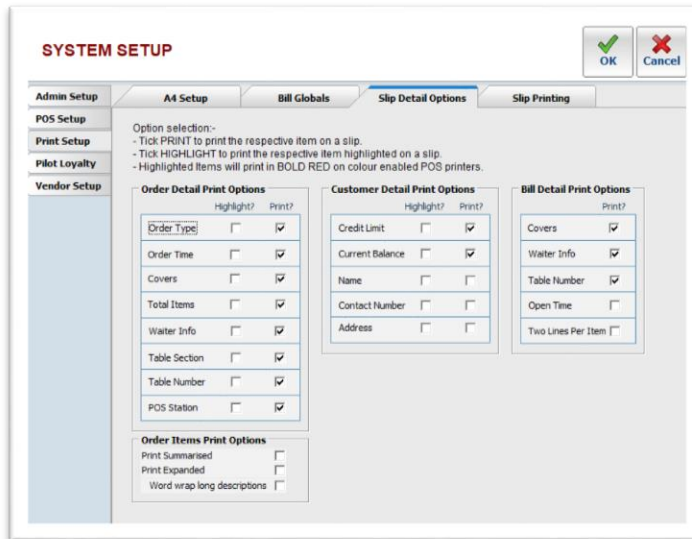 SYSTEM SETUP
OK
Cancel
Admin Setup
POS Setup
Print Setup
Pilot Loyalty
Vendor Setup
A4 Setup
Bill Globals
Slip Detail Options
Slip Printing
Option selection:-
- Tick PRINT to print the respective item on a slip.
- Tick HIGHLIGHT to print the respective item highlighted on a slip.
- Highlighted Items will print in BOLD RED on colour enabled POS printers.
Order Detail Print Options
Highlight? Print?
Order Type
Order Time
Covers
Total Items
Waiter Info
Table Section
Table Number
POS Station
Customer Detail Print Options
Highlight? Print?
Credit Limit
Current Balance
Name
Contact Number
Address
Bill Detail Print Options
Print?
Covers
Waiter Info
Table Number
Open Time
Two Lines Per Item
Order Items Print Options
Print Summarised
Print Expanded
Word wrap long descriptions